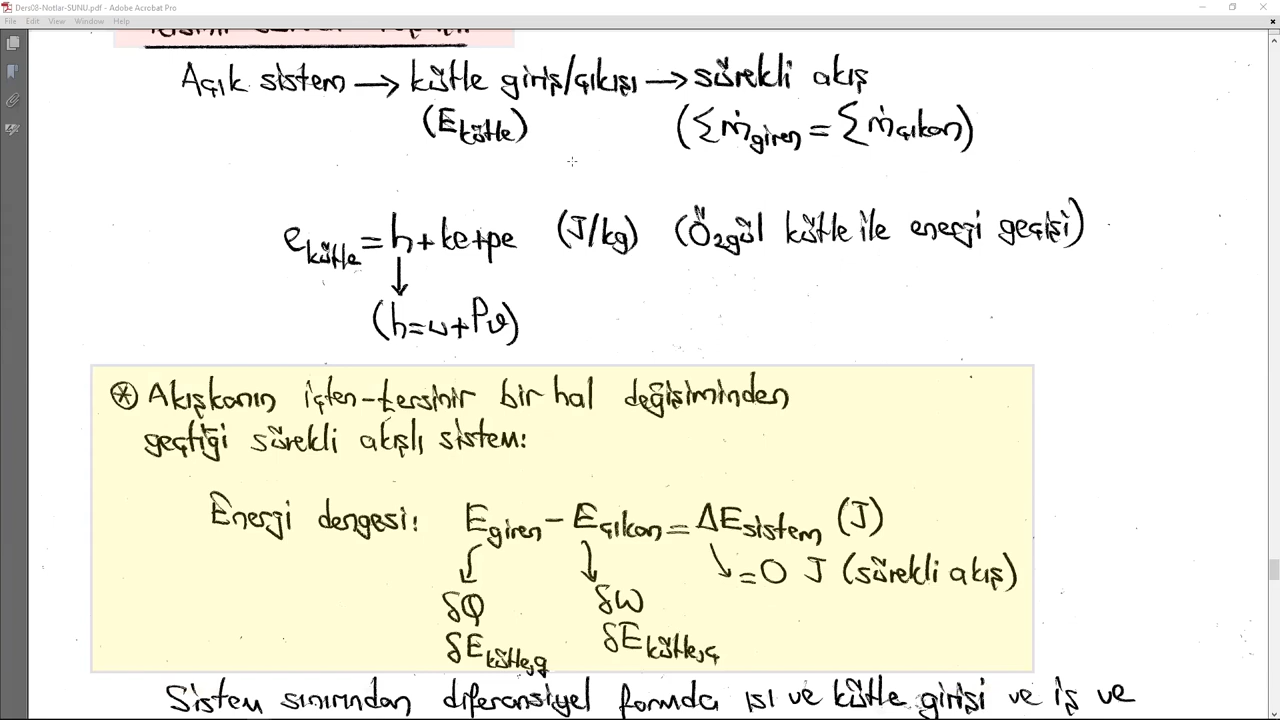 Ders08-Notlar-SUNU.pdf - Adobe Acrobat Pro
File Edit View Window Help
Açık sistem → kütle giriş/çıkışı → sürekli akış
(E kütle) (Σṁ giren = Σṁ çıkan)
e kütle = h + ke + pe (J/kg) (Özgül kütle ile energi geçişi)
↓
(h = u + Pv)
⊛ Akışkanın içten-tersinir bir hal değişiminden
geçtiği sürekli akışlı sistem:
Energi dengesi: E giren - E çıkan = ΔE sistem (J)
= 0 J (sürekli akış)
δQ δW
δE kütle,g δE kütle,ç
Sistem sınırından diferansiyel formda ısı ve kütle girişi ve iş ve